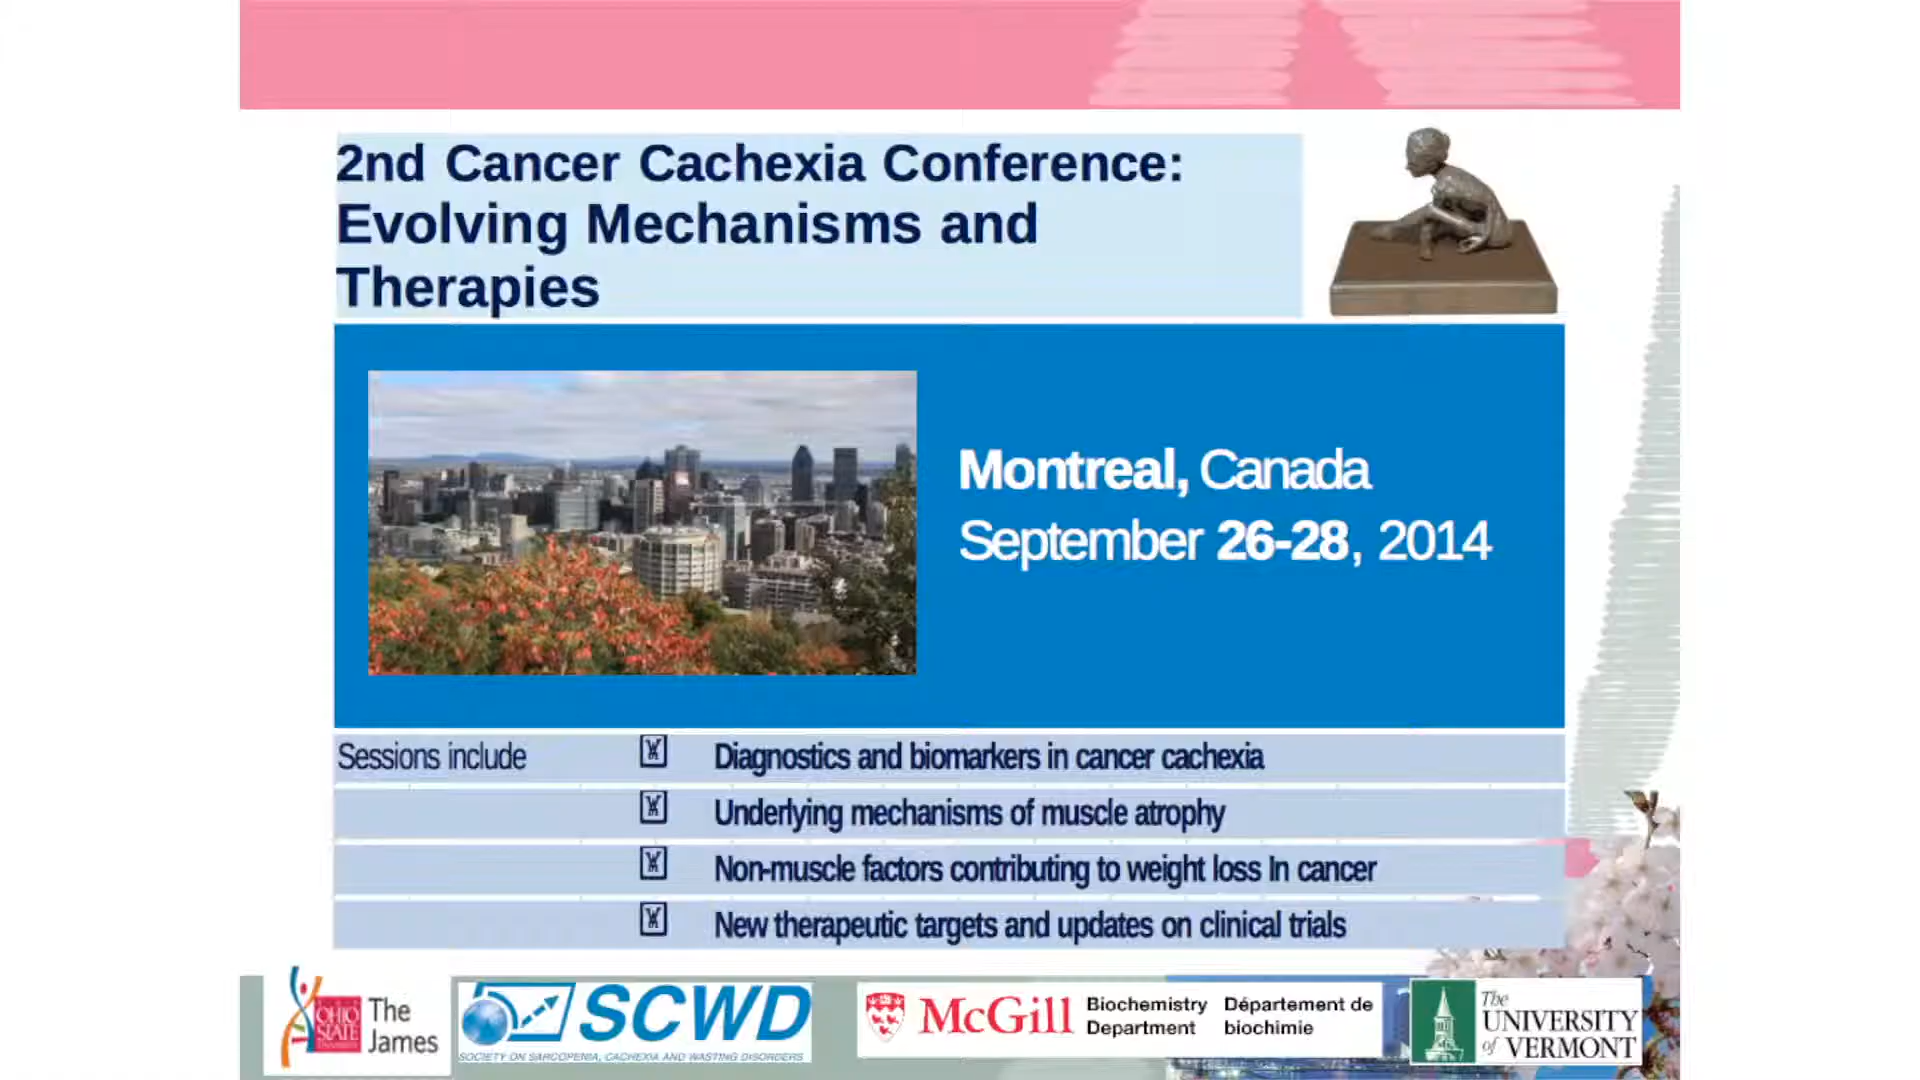 2nd Cancer Cachexia Conference:
Evolving Mechanisms and
Therapies
Montreal, Canada
September 26-28, 2014
Sessions include
Diagnostics and biomarkers in cancer cachexia
Underlying mechanisms of muscle atrophy
Non-muscle factors contributing to weight loss In cancer
New therapeutic targets and updates on clinical trials
OHIO
STATE
The
James
SCWD
SOCIETY ON SARCOPENIA, CACHEXIA AND WASTING DISORDERS
McGill
Biochemistry
Department
Département de
biochimie
The
UNIVERSITY
of VERMONT